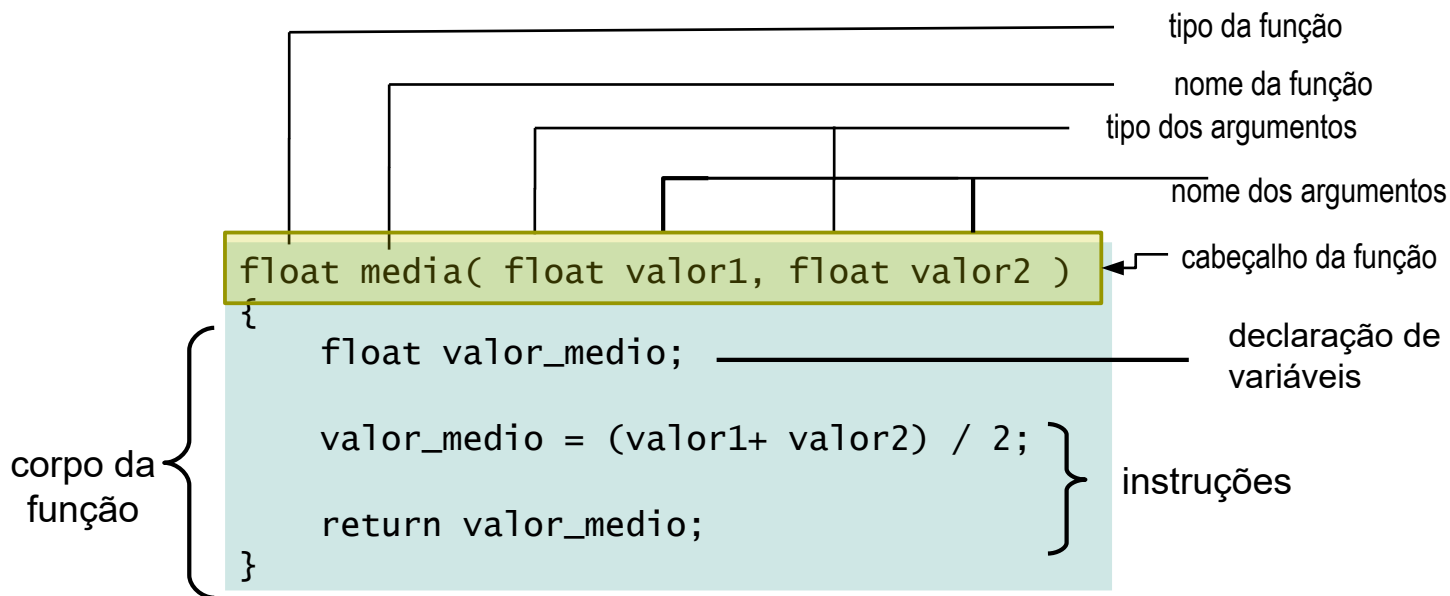 tipo da função
nome da função
tipo dos argumentos
nome dos argumentos
float media( float valor1, float valor2 )
cabeçalho da função
{
float valor_medio;
declaração de
variáveis
valor_medio = (valor1+ valor2) / 2;
corpo da
função
instruções
return valor_medio;
}